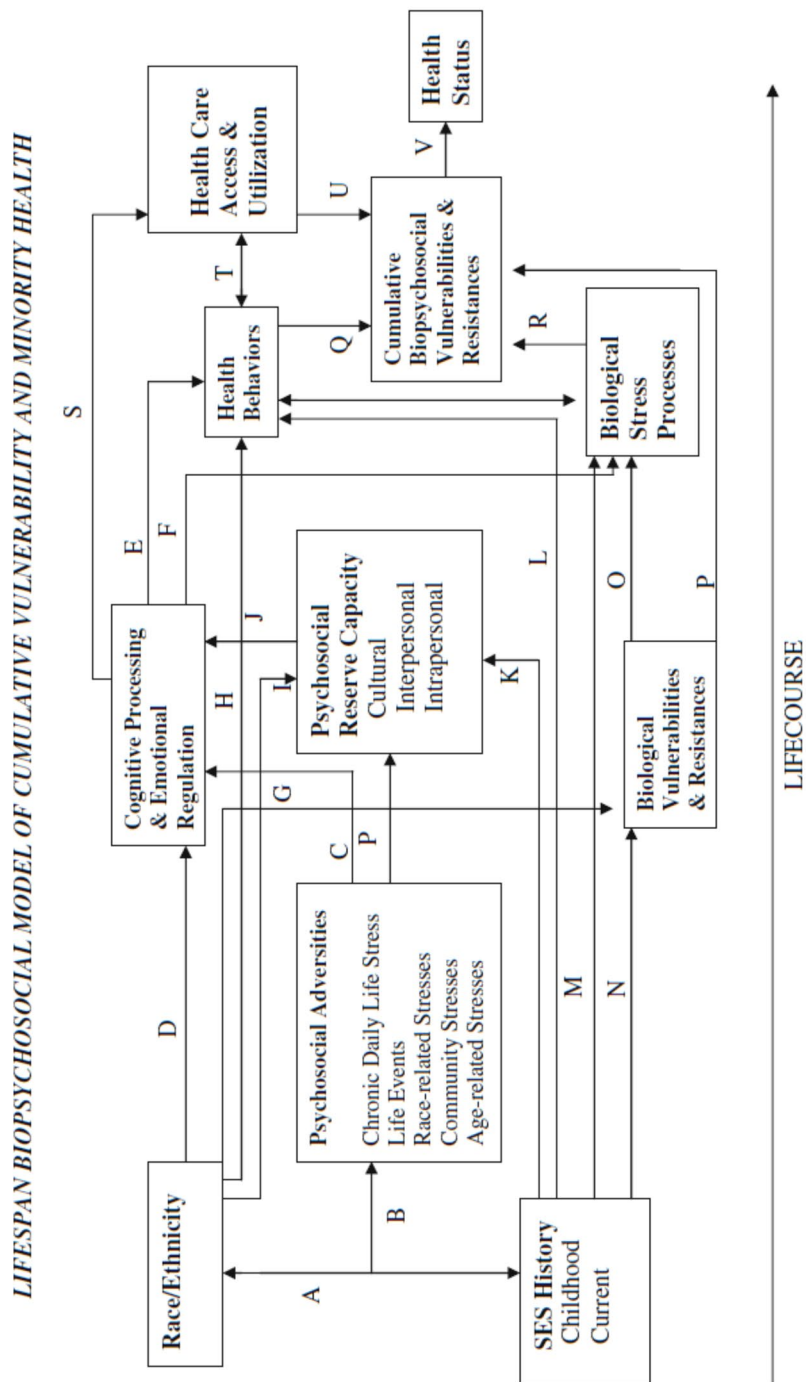 LIFESPAN BIOPSYCHOSOCIAL MODEL OF CUMULATIVE VULNERABILITY AND MINORITY HEALTH
S
Race/Ethnicity
D
Cognitive Processing
& Emotional
Regulation
E
F
Health
Behaviors
T
Health Care
Access &
Utilization
H
G
I
J
Q
U
A
B
Psychosocial Adversities
Chronic Daily Life Stress
Life Events
Race-related Stresses
Community Stresses
Age-related Stresses
C
P
Psychosocial
Reserve Capacity
Cultural
Interpersonal
Intrapersonal
Cumulative
Biopsychosocial
Vulnerabilities &
Resistances
V
Health
Status
K
L
R
SES History
Childhood
Current
M
N
Biological
Stress
Processes
O
Biological
Vulnerabilities
& Resistances
P
LIFECOURSE